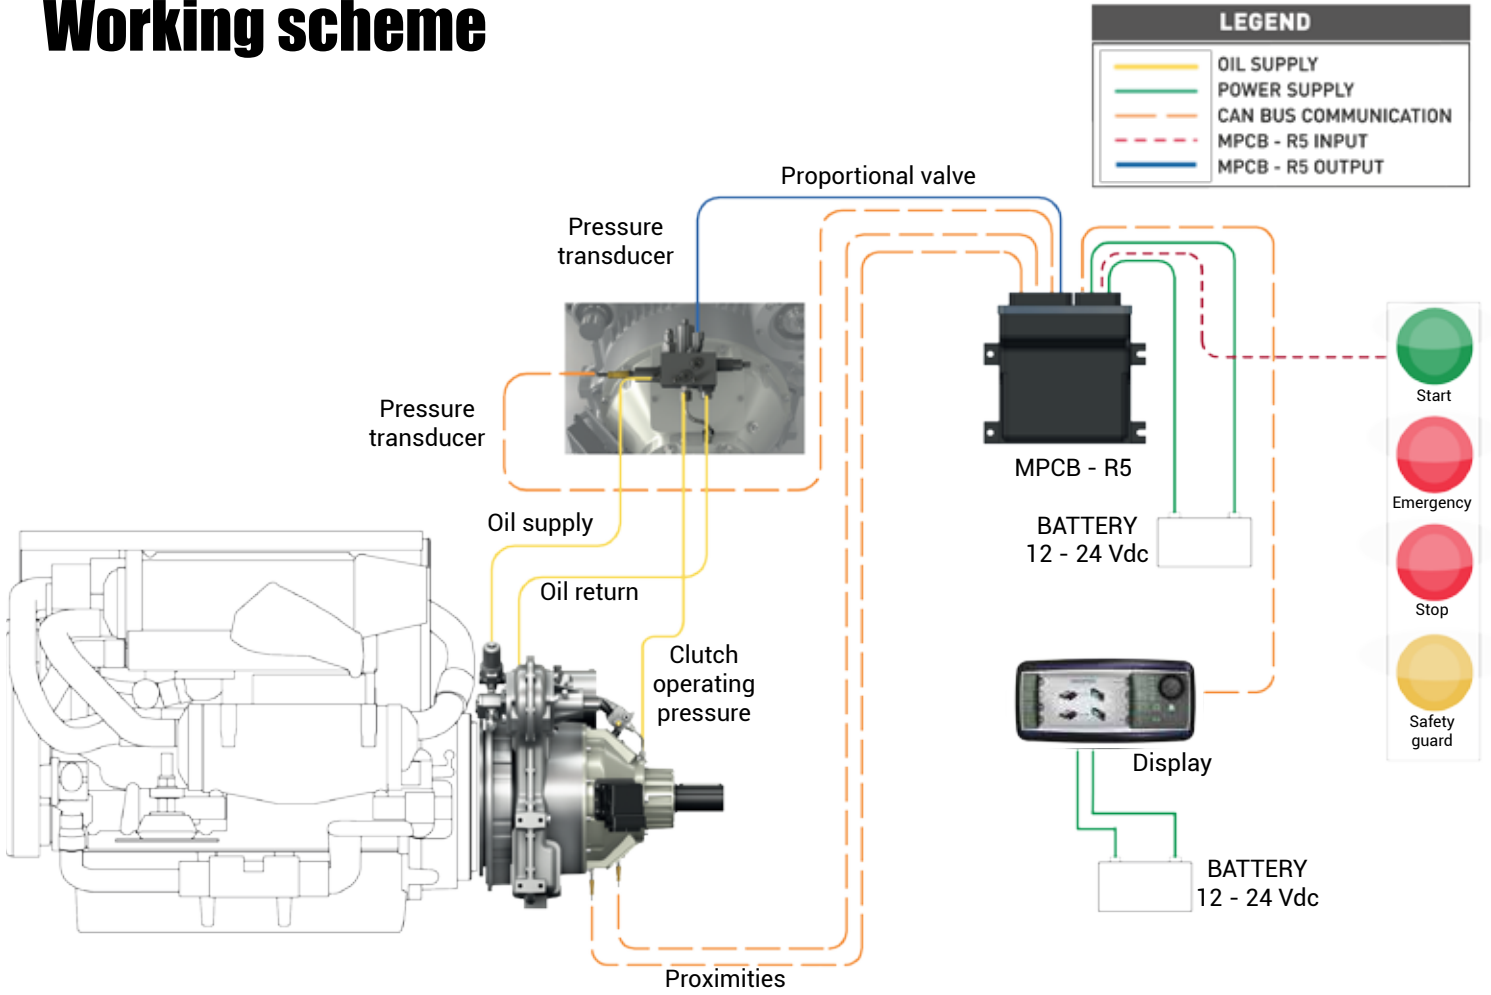 Working scheme
LEGEND
OIL SUPPLY
POWER SUPPLY
CAN BUS COMMUNICATION
MPCB - R5 INPUT
MPCB - R5 OUTPUT
Proportional valve
Pressure
transducer
Pressure
transducer
MPCB - R5
Start
Emergency
Stop
Safety
guard
BATTERY
12 - 24 Vdc
Oil supply
Oil return
Clutch
operating
pressure
Display
BATTERY
12 - 24 Vdc
Proximities